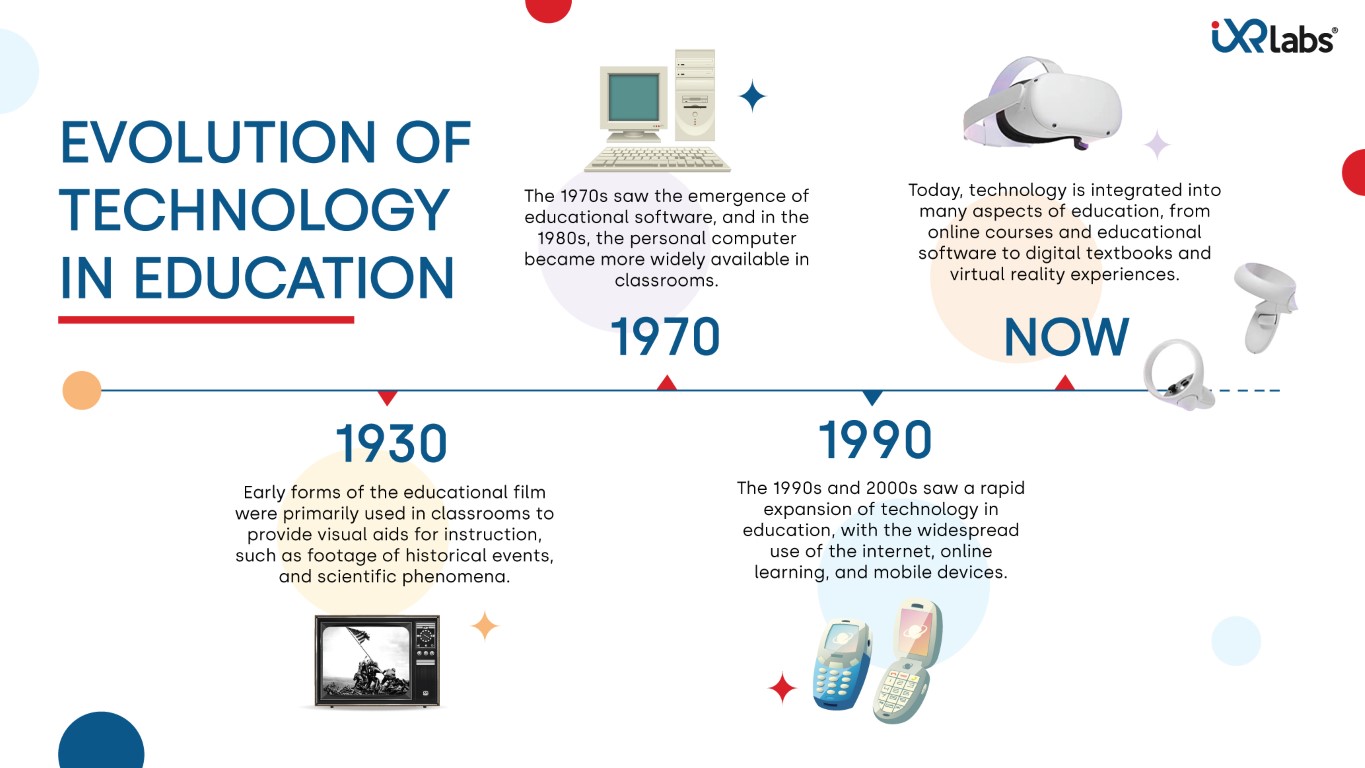 iXRlabs®
EVOLUTION OF
TECHNOLOGY
IN EDUCATION
The 1970s saw the emergence of
educational software, and in the
1980s, the personal computer
became more widely available in
classrooms.
1970
Today, technology is integrated into
many aspects of education, from
online courses and educational
software to digital textbooks and
virtual reality experiences.
NOW
1930
Early forms of the educational film
were primarily used in classrooms to
provide visual aids for instruction,
such as footage of historical events,
and scientific phenomena.
1990
The 1990s and 2000s saw a rapid
expansion of technology in
education, with the widespread
use of the internet, online
learning, and mobile devices.